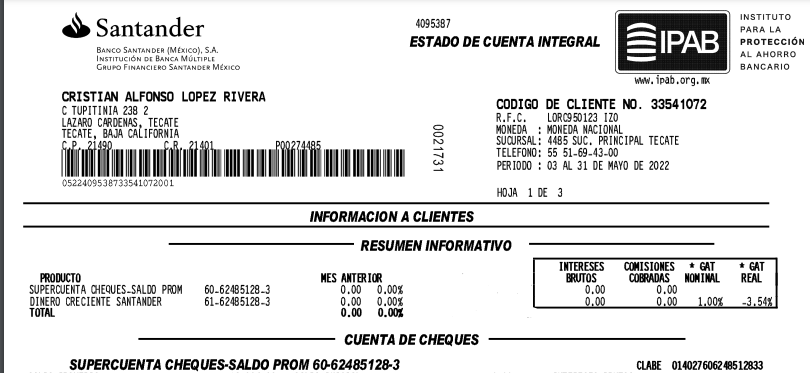 Santander
BANCO SANTANDER (MÉXICO), S.A.
INSTITUCIÓN DE BANCA MÚLTIPLE
GRUPO FINANCIERO SANTANDER MÉXICO
4095387
ESTADO DE CUENTA INTEGRAL
IPAB
INSTITUTO
PARA LA
PROTECCIÓN
AL AHORRO
BANCARIO
www.ipab.org.mx
CRISTIAN ALFONSO LOPEZ RIVERA
C TUPITINIA 238 2
LAZARO CARDENAS, TECATE
TECATE, BAJA CALIFORNIA
C.P. 21490 C.R. 21401 P00274485
0522409538733541072001
0021731
CODIGO DE CLIENTE NO. 33541072
R.F.C. LORC950123 IZ0
MONEDA : MONEDA NACIONAL
SUCURSAL: 4485 SUC. PRINCIPAL TECATE
TELEFONO: 55 51-69-43-00
PERIODO : 03 AL 31 DE MAYO DE 2022
HOJA 1 DE 3
INFORMACION A CLIENTES
RESUMEN INFORMATIVO
PRODUCTO MES ANTERIOR INTERESES BRUTOS COMISIONES COBRADAS * GAT NOMINAL * GAT REAL
SUPERCUENTA CHEQUES-SALDO PROM 60-62485128-3 0.00 0.00% 0.00 0.00
DINERO CRECIENTE SANTANDER 61-62485128-3 0.00 0.00% 0.00 0.00 1.00% -3.54%
TOTAL 0.00 0.00%
CUENTA DE CHEQUES
SUPERCUENTA CHEQUES-SALDO PROM 60-62485128-3 CLABE 014027606248512833